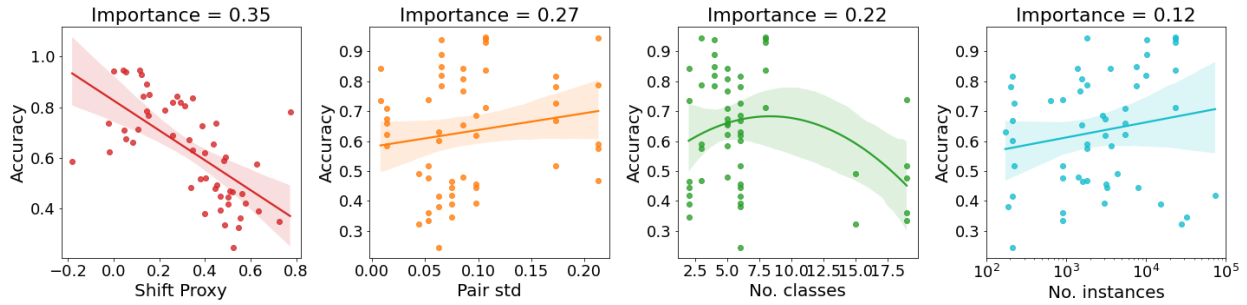 Importance = 0.35
Accuracy
1.0
0.8
0.6
0.4
−0.2 0.0 0.2 0.4 0.6 0.8
Shift Proxy
Importance = 0.27
Accuracy
0.9
0.8
0.7
0.6
0.5
0.4
0.3
0.00 0.05 0.10 0.15 0.20
Pair std
Importance = 0.22
Accuracy
0.9
0.8
0.7
0.6
0.5
0.4
0.3
2.5 5.0 7.5 10.0 12.5 15.0 17.5
No. classes
Importance = 0.12
Accuracy
0.9
0.8
0.7
0.6
0.5
0.4
0.3
10² 10³ 10⁴ 10⁵
No. instances